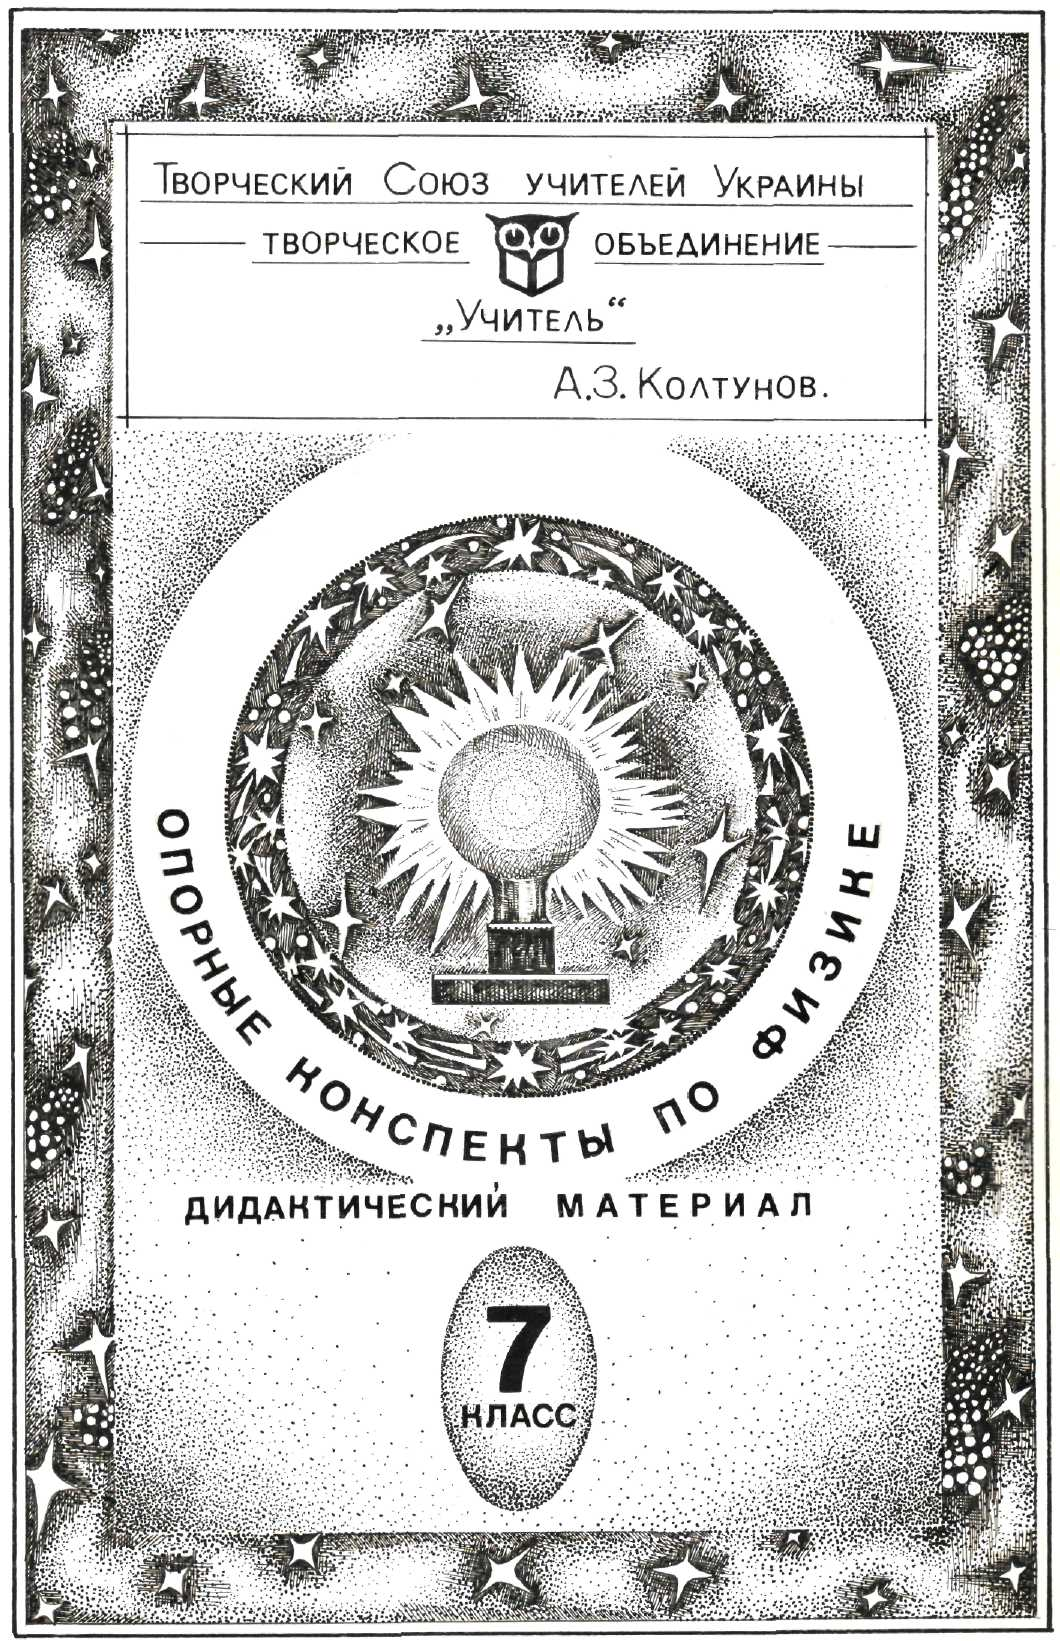 Творческий Союз учителей Украины
творческое объединение
„Учитель“
А.З. Колтунов.
ОПОРНЫЕ КОНСПЕКТЫ ПО ФИЗИКЕ
ДИДАКТИЧЕСКИЙ МАТЕРИАЛ
7
КЛАСС